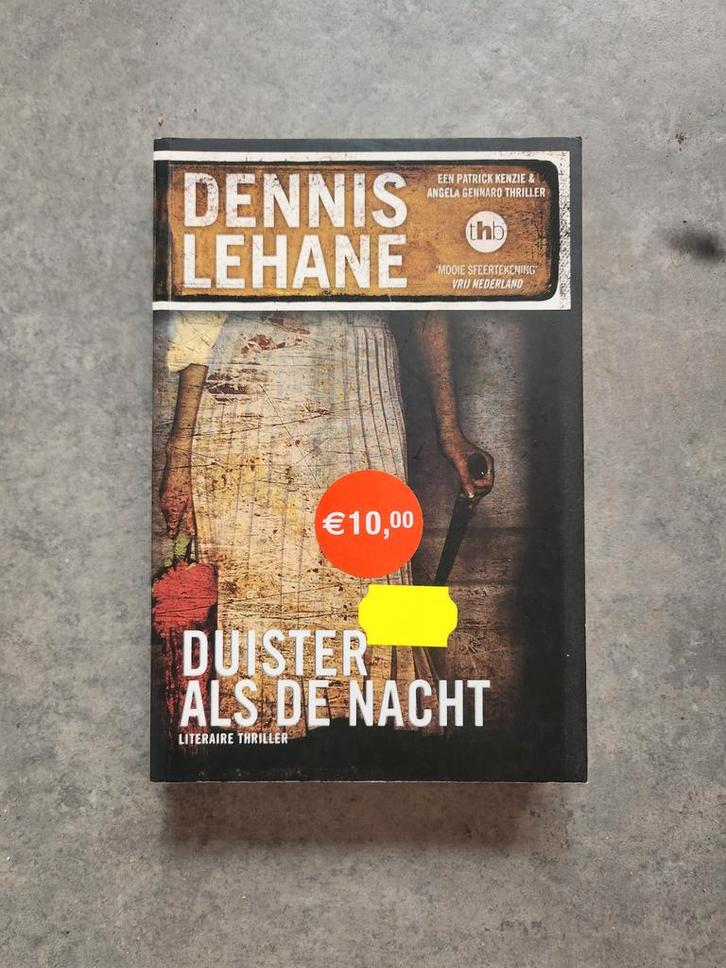 DENNIS
LEHANE
EEN PATRICK KENZIE &
ANGELA GENNARO THRILLER
thb
'MOOIE SFEERTEKENING'
VRIJ NEDERLAND
€10,00
DUISTER
ALS DE NACHT
LITERAIRE THRILLER